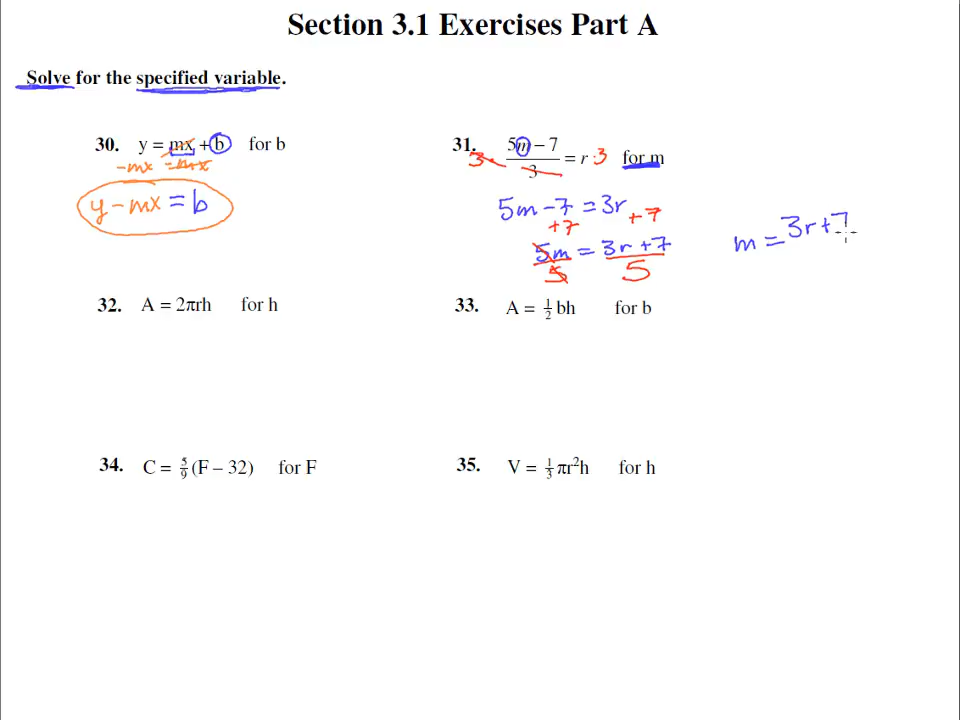 Section 3.1 Exercises Part A
Solve for the specified variable.
30. y = mx + b for b
-mx -mx
y - mx = b
31. (5m – 7)/3 = r for m
3· ·3
5m - 7 = 3r
+7 +7
5m = 3r + 7
5 5
m = 3r + 7
32. A = 2πrh for h
33. A = 1/2 bh for b
34. C = 5/9 (F – 32) for F
35. V = 1/3 πr²h for h